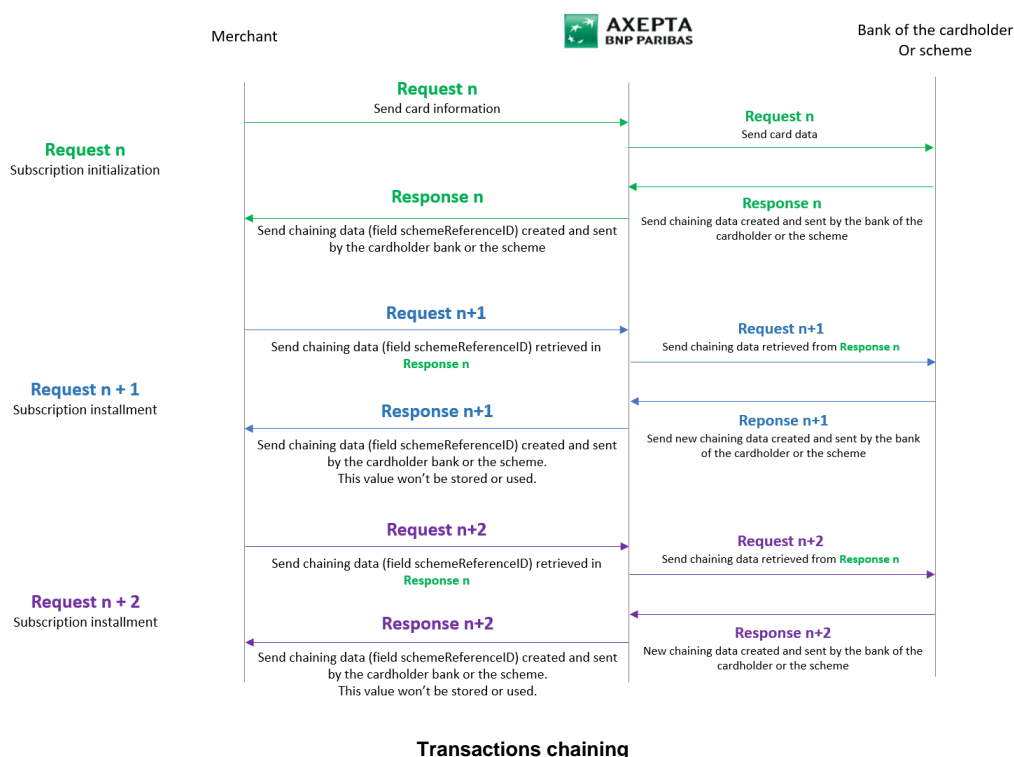 Merchant
AXEPTA
BNP PARIBAS
Bank of the cardholder
Or scheme
Request n
Send card information
Request n
Send card data
Request n
Subscription initialization
Response n
Send chaining data (field schemeReferenceID) created and sent
by the cardholder bank or the scheme
Response n
Send chaining data created and sent by the bank of the
cardholder or the scheme
Request n+1
Send chaining data (field schemeReferenceID) retrieved in
Response n
Request n+1
Send chaining data retrieved from Response n
Request n + 1
Subscription installment
Response n+1
Send chaining data (field schemeReferenceID) created and sent
by the cardholder bank or the scheme.
This value won't be stored or used.
Reponse n+1
Send new chaining data created and sent by the bank
of the cardholder or the scheme
Request n+2
Send chaining data (field schemeReferenceID) retrieved in
Response n
Request n+2
Send chaining data retrieved from Response n
Request n + 2
Subscription installment
Response n+2
Send chaining data (field schemeReferenceID) created and sent
by the cardholder bank or the scheme.
This value won't be stored or used.
Response n+2
New chaining data created and sent by the bank of the
cardholder or the scheme
Transactions chaining